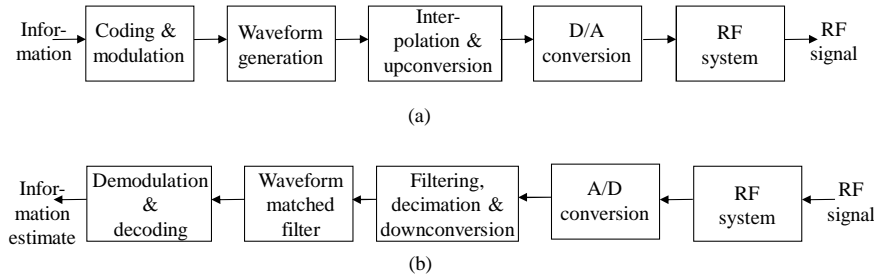 Infor-
mation
Coding &
modulation
Waveform
generation
Inter-
polation &
upconversion
D/A
conversion
RF
system
RF
signal
(a)
Infor-
mation
estimate
Demodulation
&
decoding
Waveform
matched
filter
Filtering,
decimation &
downconversion
A/D
conversion
RF
system
RF
signal
(b)